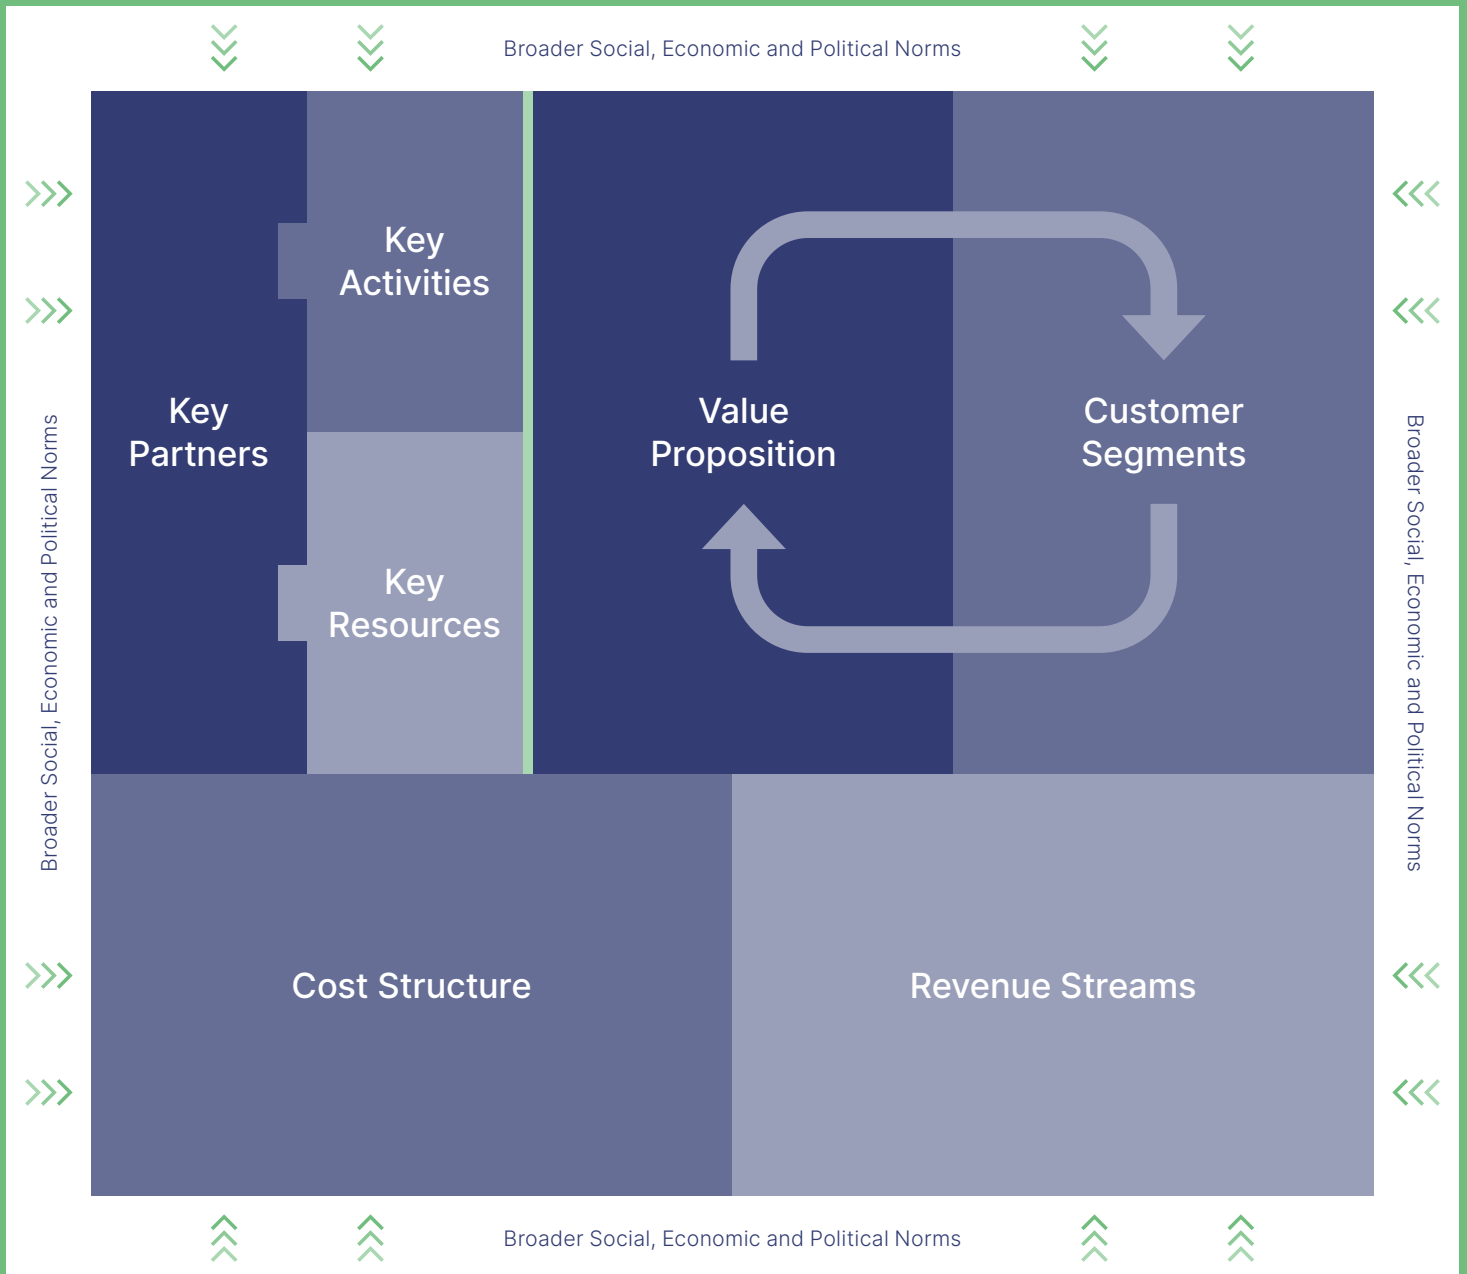 Broader Social, Economic and Political Norms
Broader Social, Economic and Political Norms
Key
Partners
Key
Activities
Key
Resources
Value
Proposition
Customer
Segments
Broader Social, Economic and Political Norms
Cost Structure
Revenue Streams
Broader Social, Economic and Political Norms